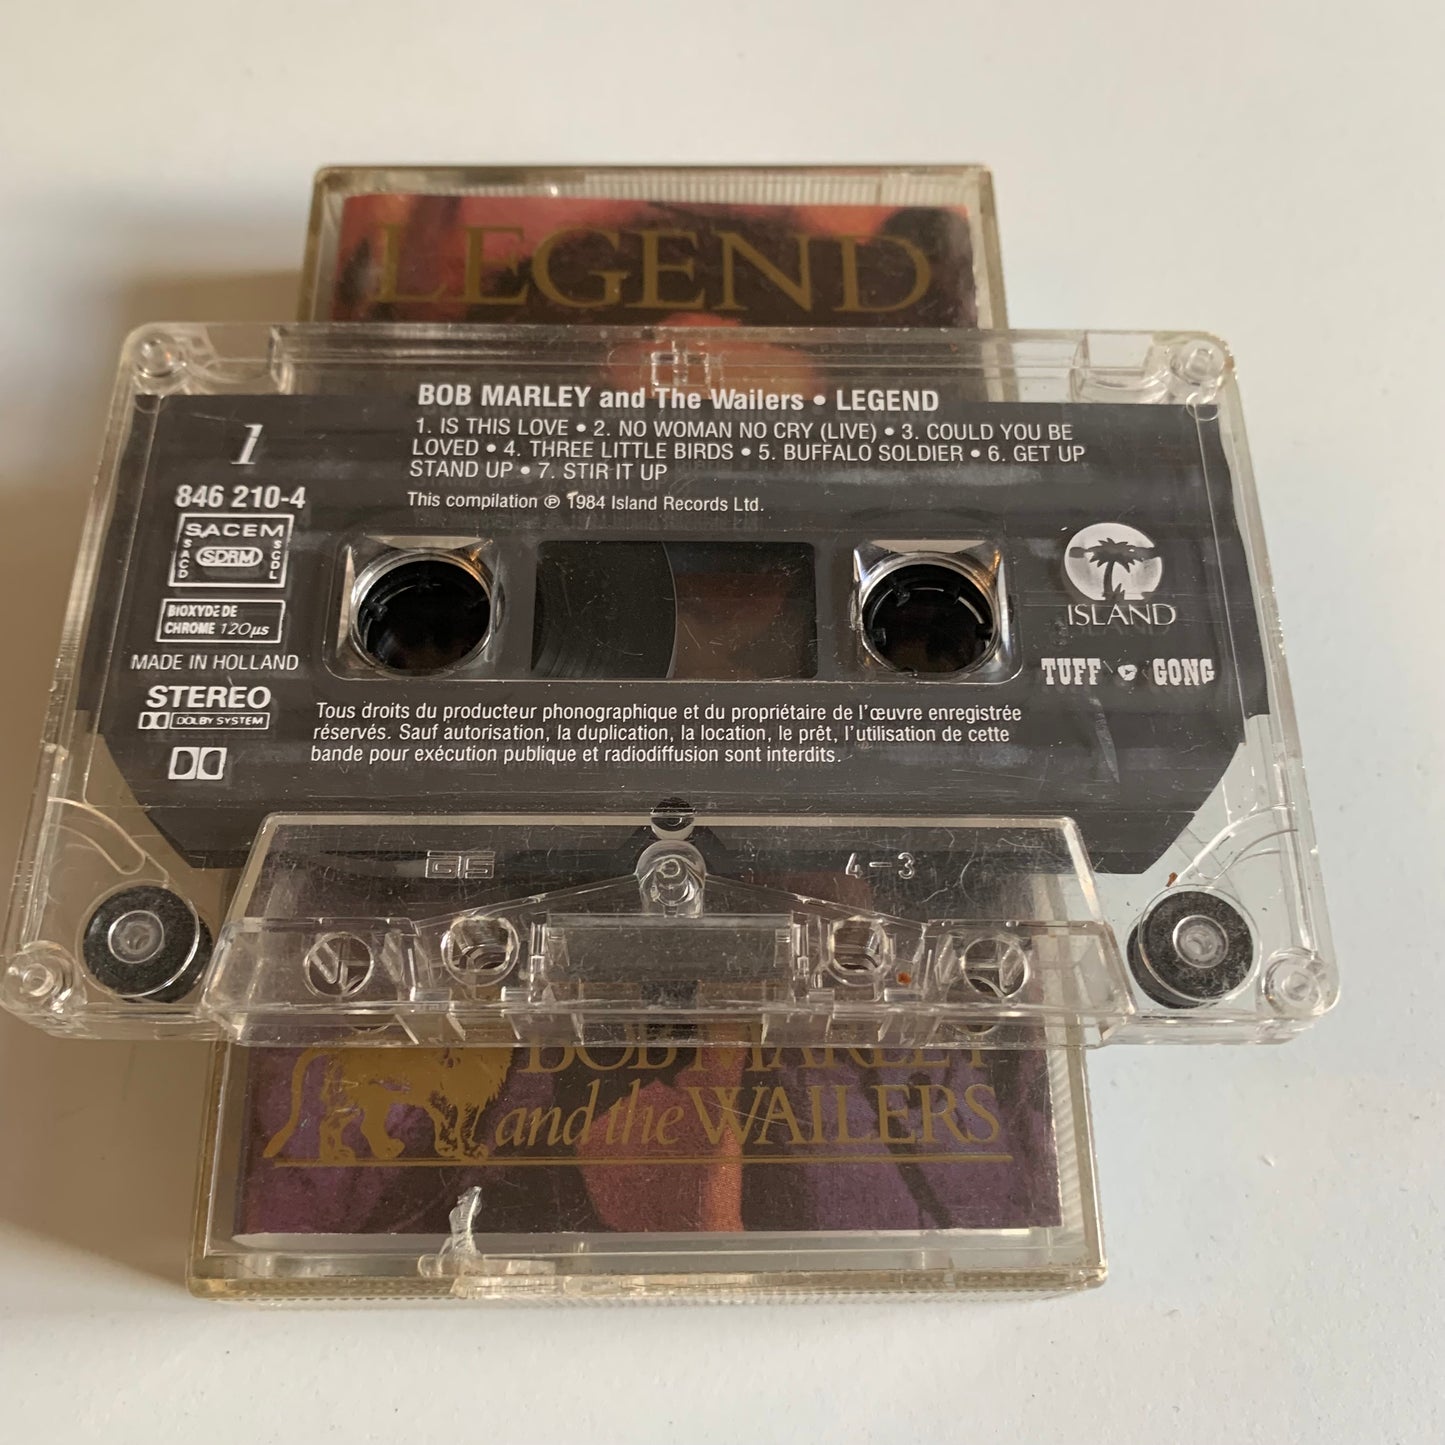 LEGEND
BOB MARLEY and The Wailers • LEGEND
1. IS THIS LOVE • 2. NO WOMAN NO CRY (LIVE) • 3. COULD YOU BE
LOVED • 4. THREE LITTLE BIRDS • 5. BUFFALO SOLDIER • 6. GET UP
STAND UP • 7. STIR IT UP
This compilation ℗ 1984 Island Records Ltd.
1
846 210-4
SACEM
SACD
SDRM
SGDL
BIOXYDE DE
CHROME 120µs
MADE IN HOLLAND
STEREO
DOLBY SYSTEM
ISLAND
TUFF GONG
Tous droits du producteur phonographique et du propriétaire de l'œuvre enregistrée
réservés. Sauf autorisation, la duplication, la location, le prêt, l'utilisation de cette
bande pour exécution publique et radiodiffusion sont interdits.
4-3
BOB MARLEY
and the WAILERS